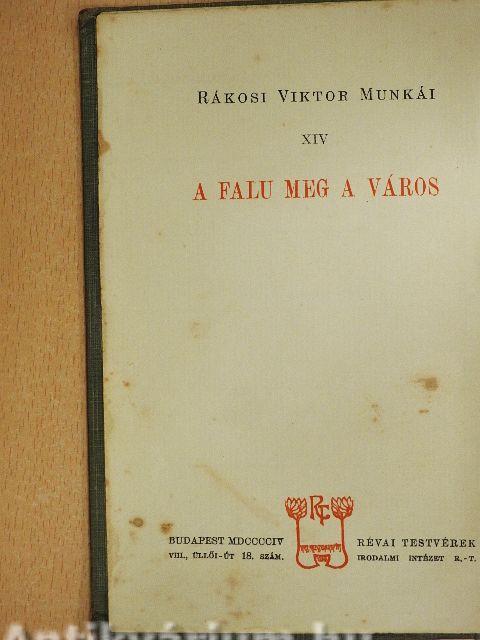 RÁKOSI VIKTOR MUNKÁI
XIV
A FALU MEG A VÁROS
BUDAPEST MDCCCCIV
VIII., ÜLLŐI-ÚT 18. SZÁM.
RÉVAI TESTVÉREK
IRODALMI INTÉZET R.-T.